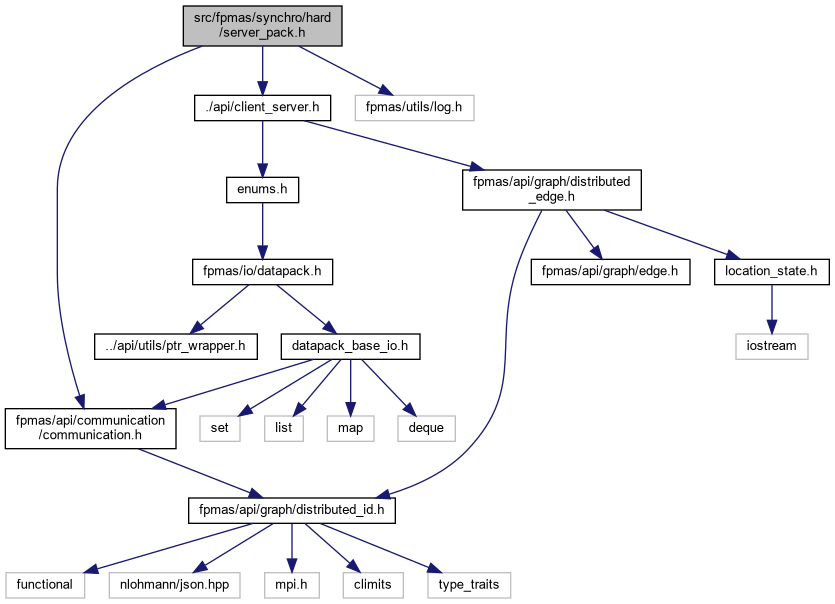 src/fpmas/synchro/hard
/server_pack.h
./api/client_server.h
fpmas/utils/log.h
enums.h
fpmas/api/graph/distributed
_edge.h
fpmas/io/datapack.h
fpmas/api/graph/edge.h
location_state.h
../api/utils/ptr_wrapper.h
datapack_base_io.h
iostream
fpmas/api/communication
/communication.h
set
list
map
deque
fpmas/api/graph/distributed_id.h
functional
nlohmann/json.hpp
mpi.h
climits
type_traits